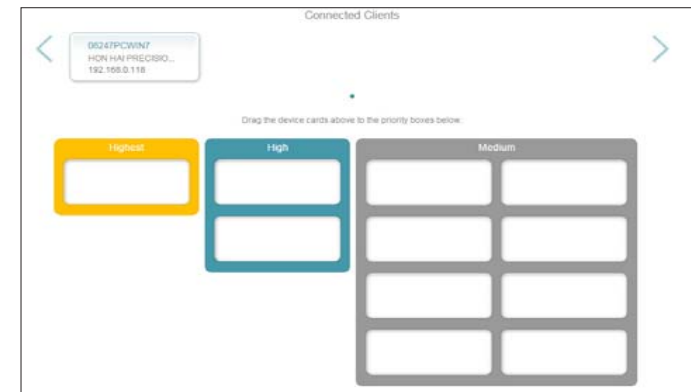 Connected Clients
06247PCWIN7
HON HAI PRECISIO...
192.168.0.118
Drag the device cards above to the priority boxes below.
Highest
High
Medium